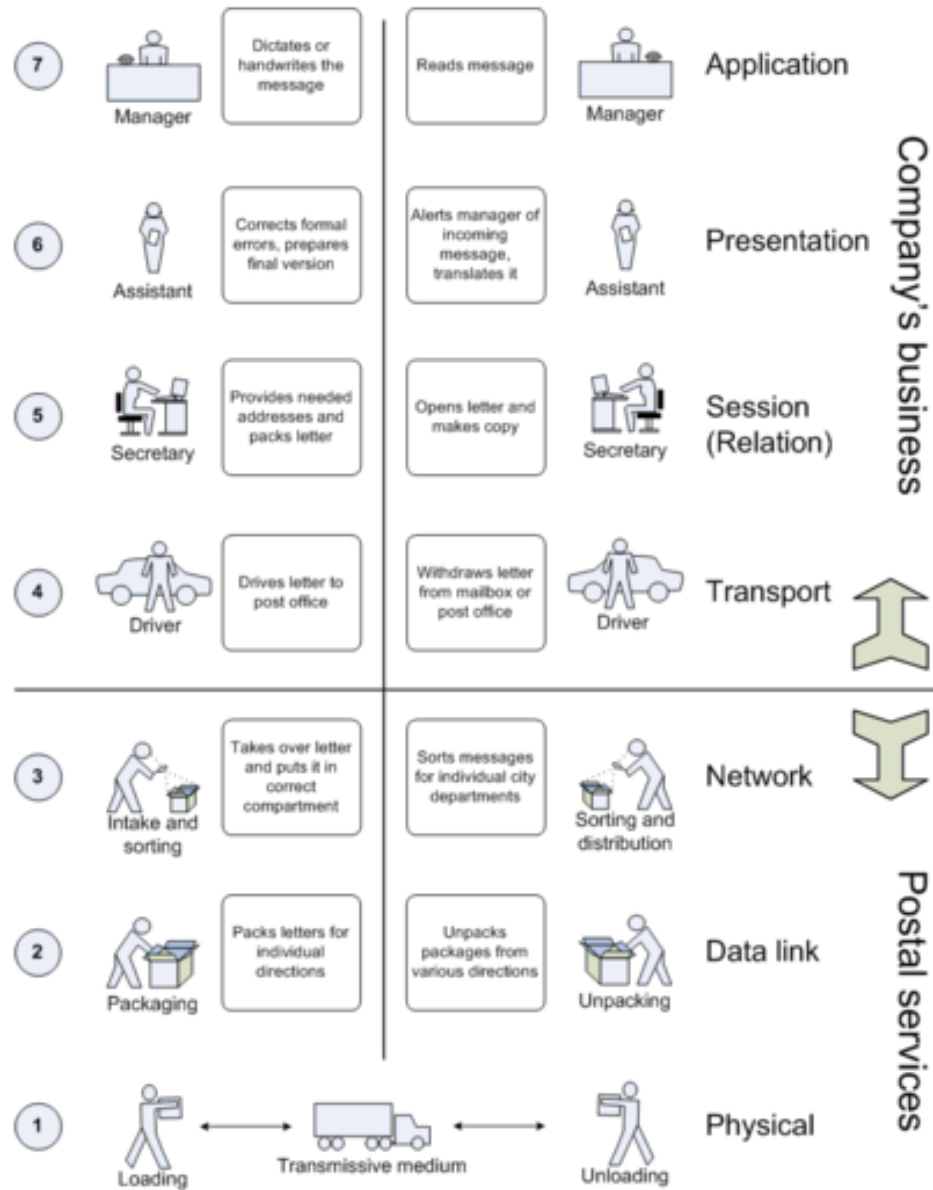 7
Manager
Dictates or
handwrites the
message
Reads message
Manager
Application
6
Assistant
Corrects formal
errors, prepares
final version
Alerts manager of
incoming
message,
translates it
Assistant
Presentation
5
Secretary
Provides needed
addresses and
packs letter
Opens letter and
makes copy
Secretary
Session
(Relation)
Company's business
4
Driver
Drives letter to
post office
Withdraws letter
from mailbox or
post office
Driver
Transport
3
Intake and
sorting
Takes over letter
and puts it in
correct
compartment
Sorts messages
for individual city
departments
Sorting and
distribution
Network
2
Packaging
Packs letters for
individual
directions
Unpacks
packages from
various directions
Unpacking
Data link
Postal services
1
Loading
Transmissive medium
Unloading
Physical